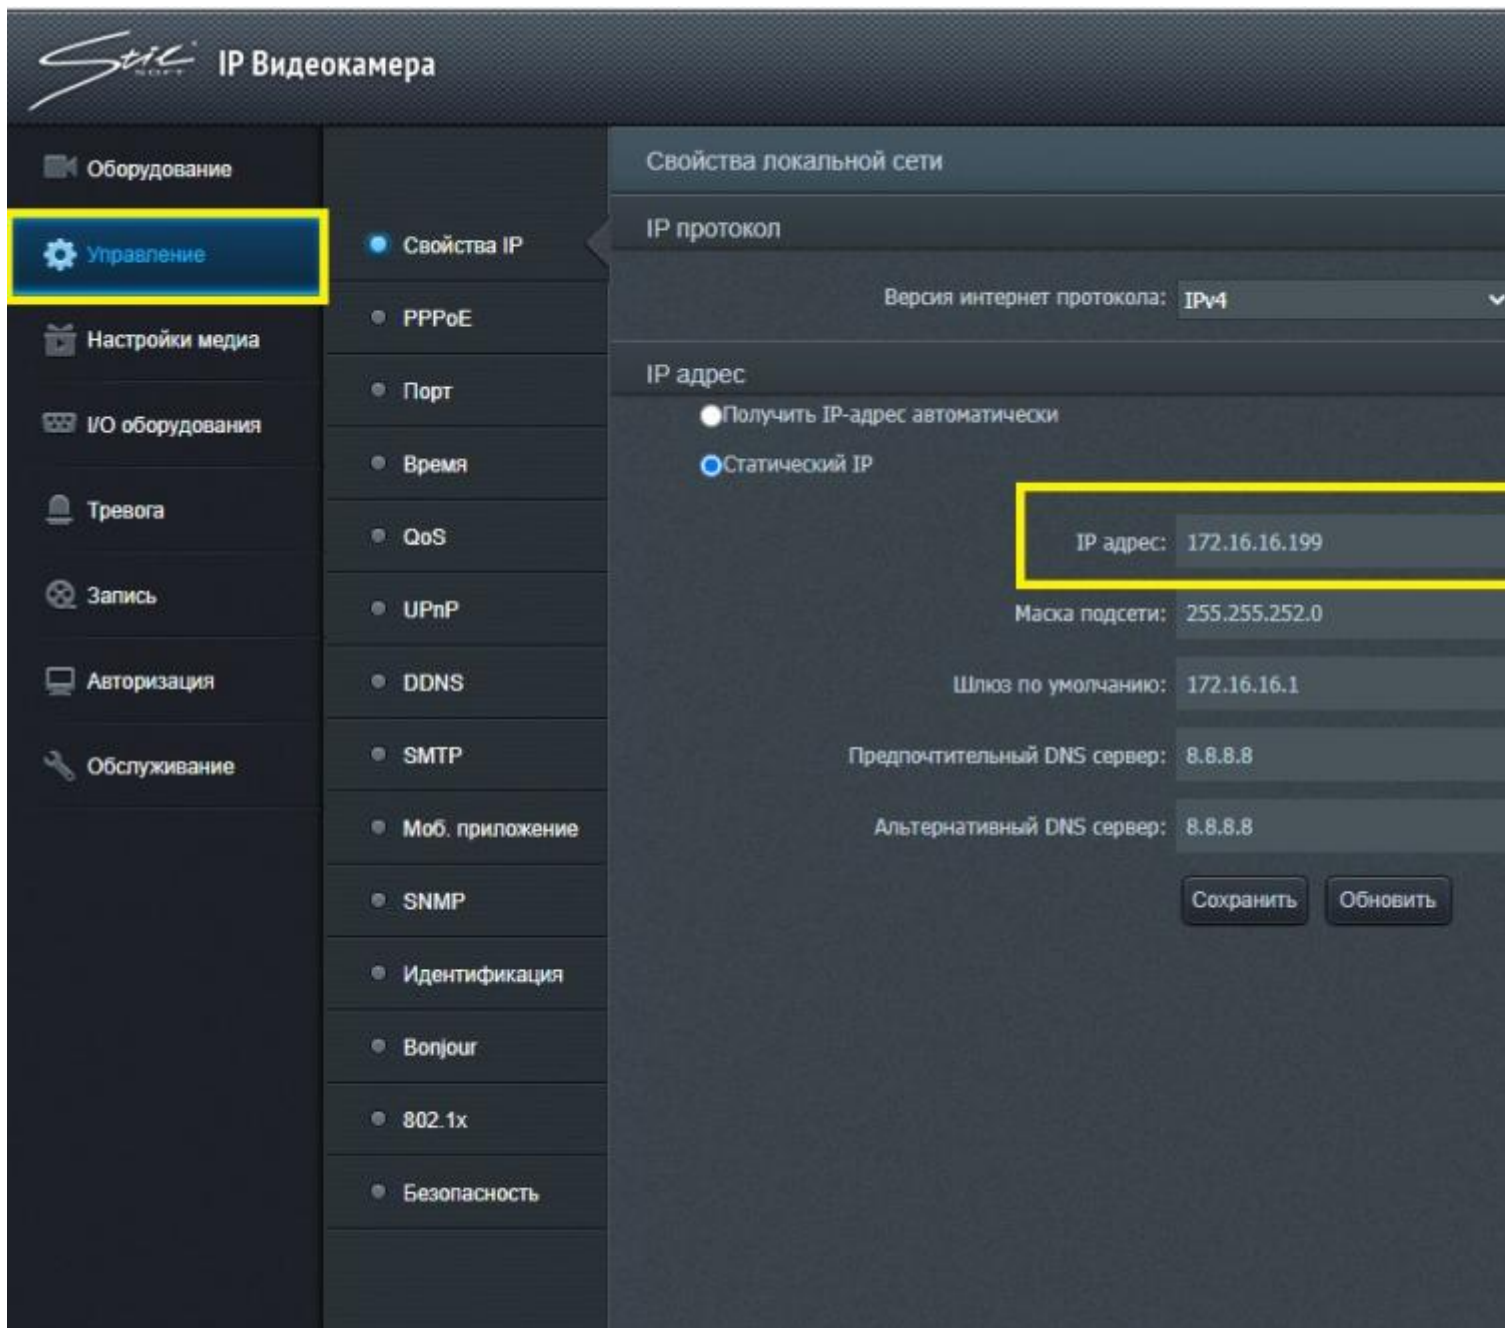 Stil SOFT IP Видеокамера
Оборудование
Управление
Настройки медиа
I/O оборудования
Тревога
Запись
Авторизация
Обслуживание
Свойства IP
PPPoE
Порт
Время
QoS
UPnP
DDNS
SMTP
Моб. приложение
SNMP
Идентификация
Bonjour
802.1x
Безопасность
Свойства локальной сети
IP протокол
Версия интернет протокола: IPv4
IP адрес
Получить IP-адрес автоматически
Статический IP
IP адрес: 172.16.16.199
Маска подсети: 255.255.252.0
Шлюз по умолчанию: 172.16.16.1
Предпочтительный DNS сервер: 8.8.8.8
Альтернативный DNS сервер: 8.8.8.8
Сохранить Обновить